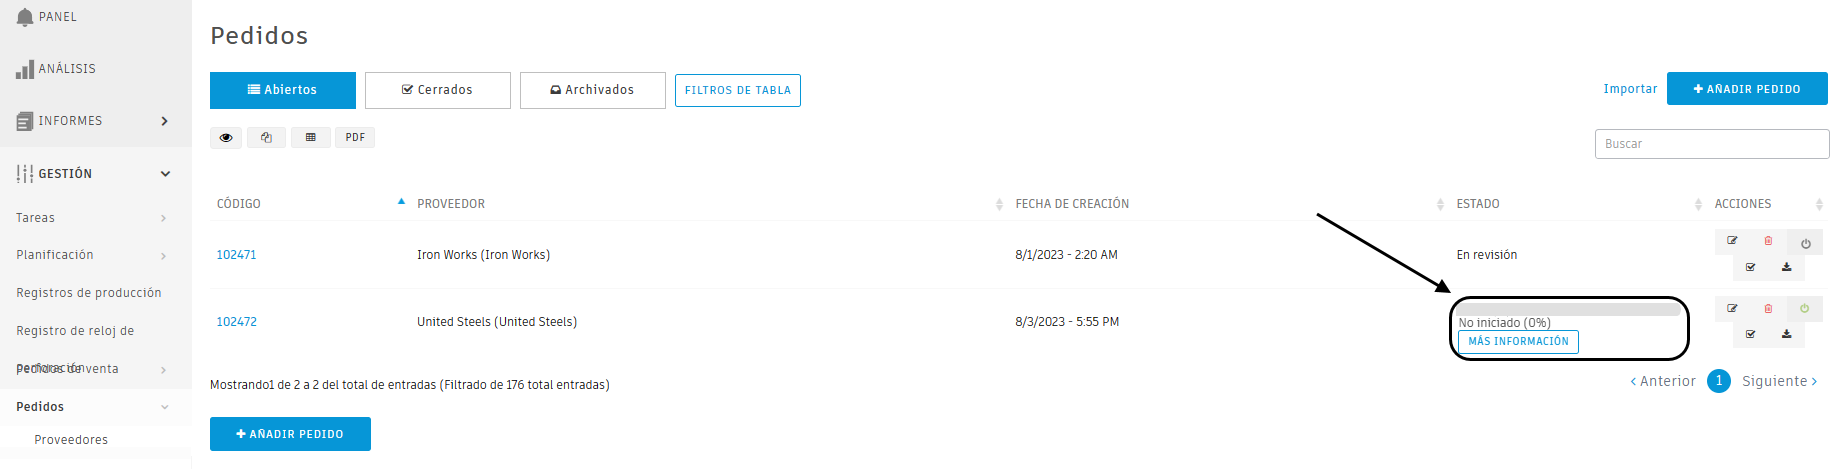 PANEL
ANÁLISIS
INFORMES
GESTIÓN
Tareas
Planificación
Registros de producción
Registro de reloj de
perforación
Pedidos de venta
Pedidos
Proveedores
Pedidos
Abiertos
Cerrados
Archivados
FILTROS DE TABLA
Importar
AÑADIR PEDIDO
PDF
Buscar
CÓDIGO PROVEEDOR FECHA DE CREACIÓN ESTADO ACCIONES
102471 Iron Works (Iron Works) 8/1/2023 - 2:20 AM En revisión
102472 United Steels (United Steels) 8/3/2023 - 5:55 PM No iniciado (0%)
MÁS INFORMACIÓN
Mostrando1 de 2 a 2 del total de entradas (Filtrado de 176 total entradas)
Anterior 1 Siguiente
AÑADIR PEDIDO